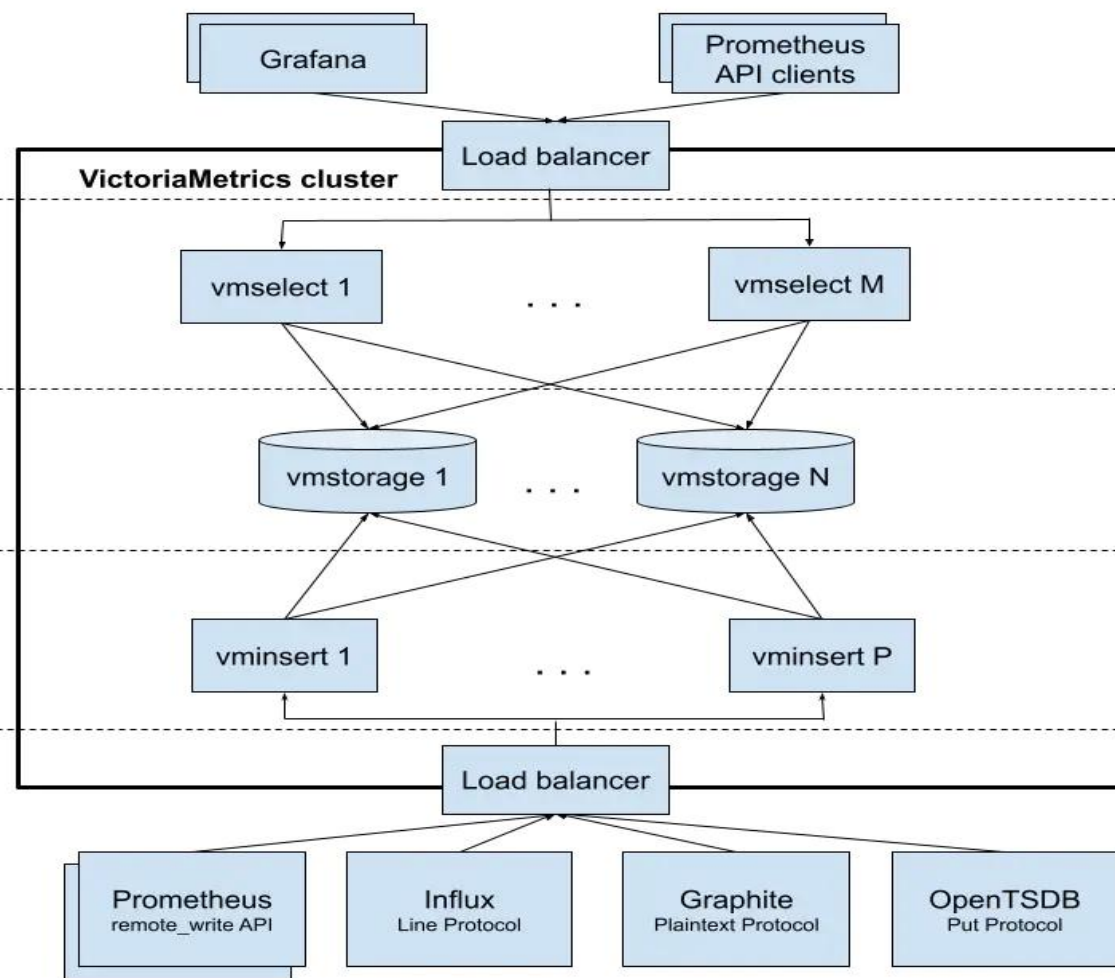 Grafana
Prometheus
API clients
Load balancer
VictoriaMetrics cluster
vmselect 1
. . .
vmselect M
vmstorage 1
. . .
vmstorage N
vminsert 1
. . .
vminsert P
Load balancer
Prometheus
remote_write API
Influx
Line Protocol
Graphite
Plaintext Protocol
OpenTSDB
Put Protocol